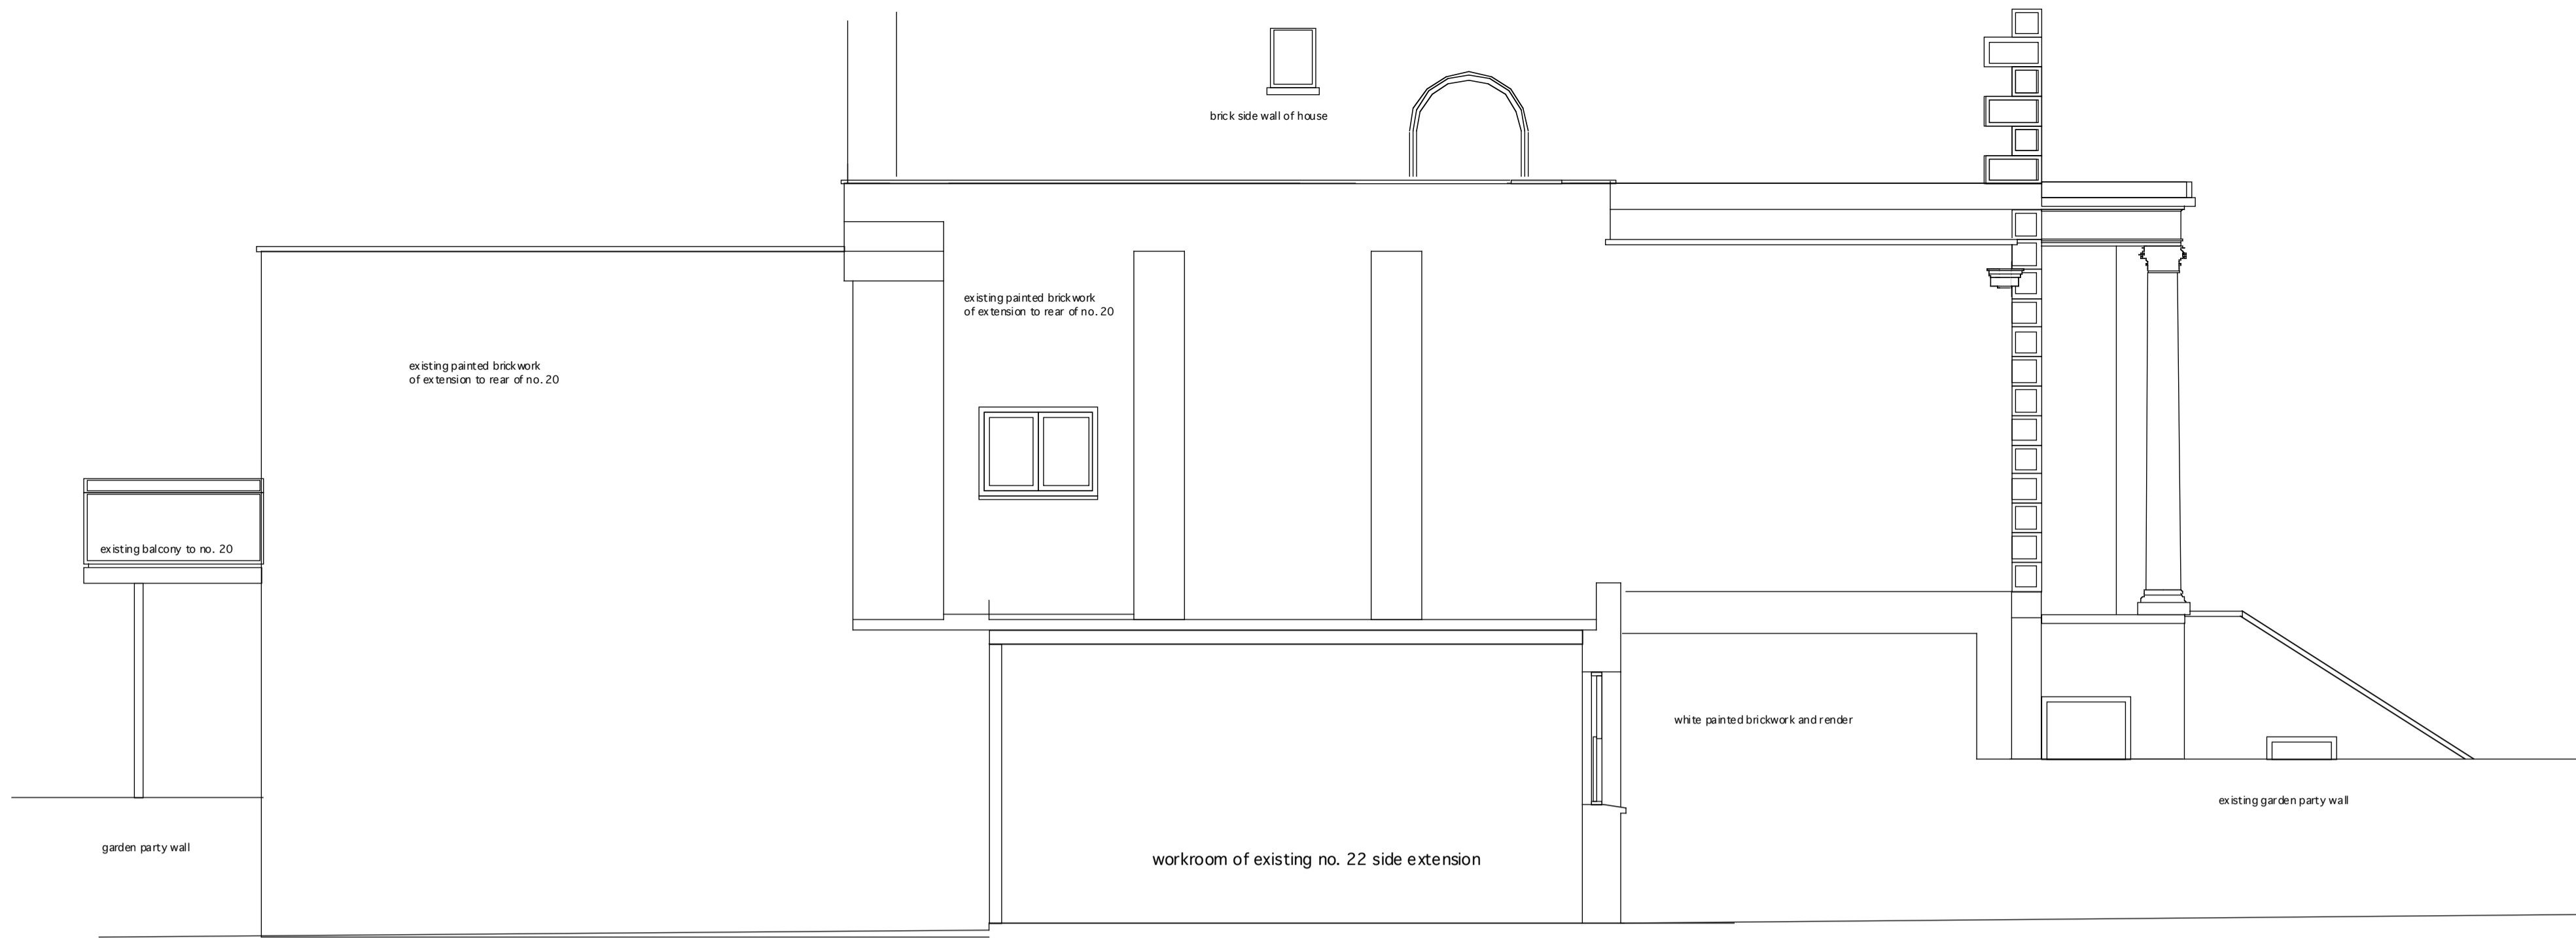 brick side wall of house
existing painted brickwork
of extension to rear of no. 20
existing painted brickwork
of extension to rear of no. 20
existing balcony to no. 20
white painted brickwork and render
existing garden party wall
garden party wall
workroom of existing no. 22 side extension